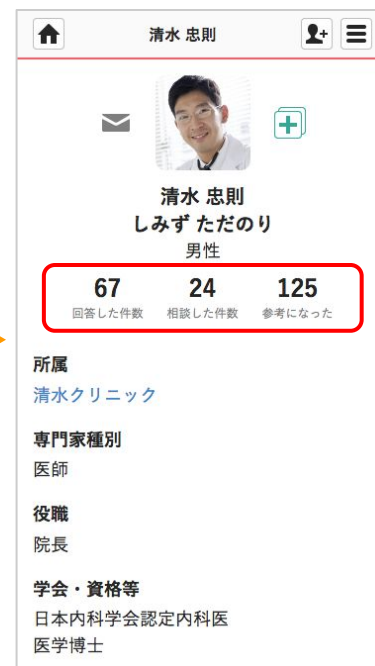 清水 忠則
清水 忠則
しみず ただのり
男性
67 24 125
回答した件数 相談した件数 参考になった
所属
清水クリニック
専門家種別
医師
役職
院長
学会・資格等
日本内科学会認定内科医
医学博士